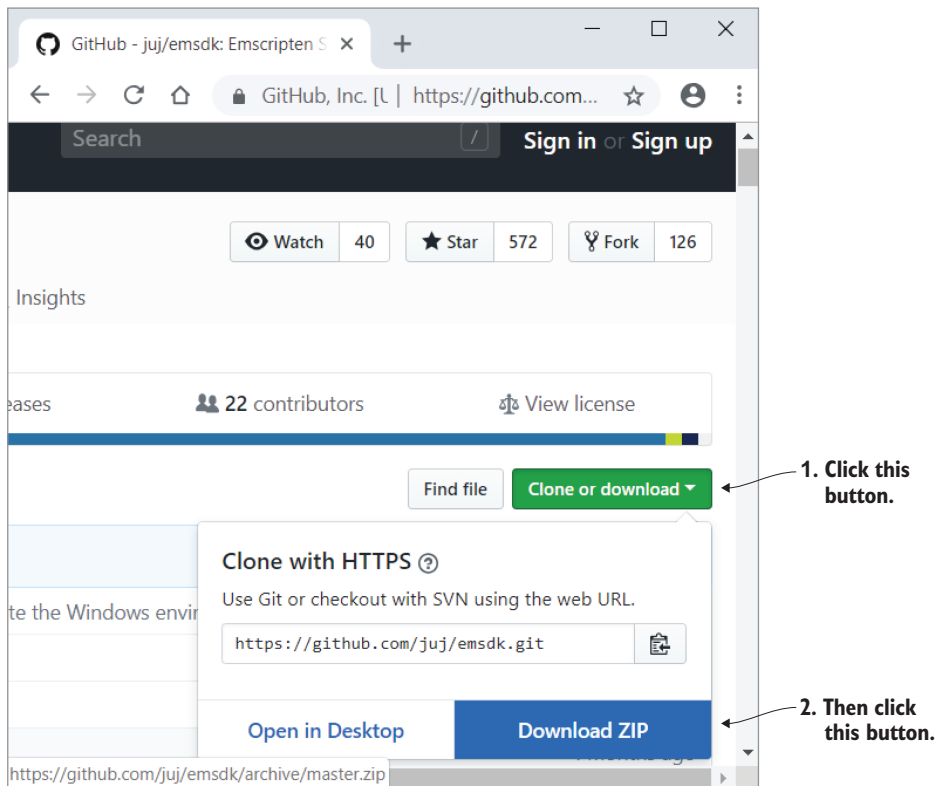 GitHub - juj/emsdk: Emscripten S
GitHub, Inc. [U | https://github.com...
Search /
Sign in or Sign up
Watch 40 Star 572 Fork 126
Insights
eases 22 contributors View license
Find file Clone or download
1. Click this
button.
Clone with HTTPS
Use Git or checkout with SVN using the web URL.
te the Windows envir
https://github.com/juj/emsdk.git
Open in Desktop Download ZIP
2. Then click
this button.
months ago
https://github.com/juj/emsdk/archive/master.zip